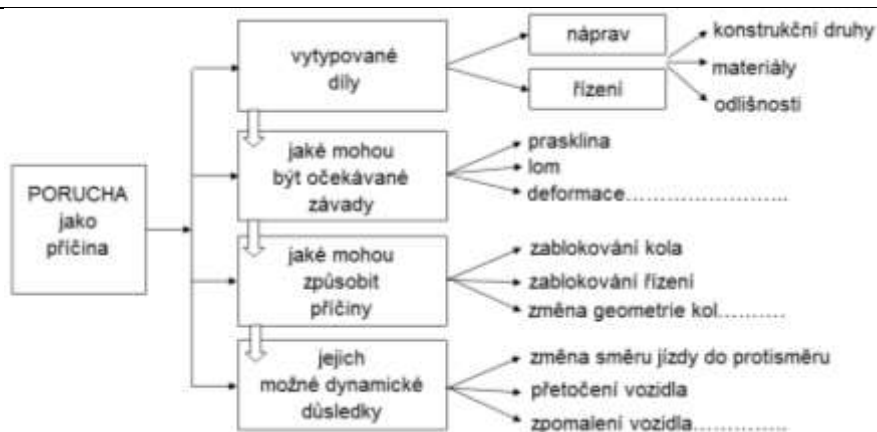 PORUCHA
jako
příčina
vytypované
díly
náprav
řízení
konstrukční druhy
materiály
odlišnosti
jaké mohou
být očekávané
závady
prasklina
lom
deformace……………………..
jaké mohou
způsobit
příčiny
zablokování kola
zablokování řízení
změna geometrie kol……….
jejich
možné dynamické
důsledky
změna směru jízdy do protisměru
přetočení vozidla
zpomalení vozidla…………..